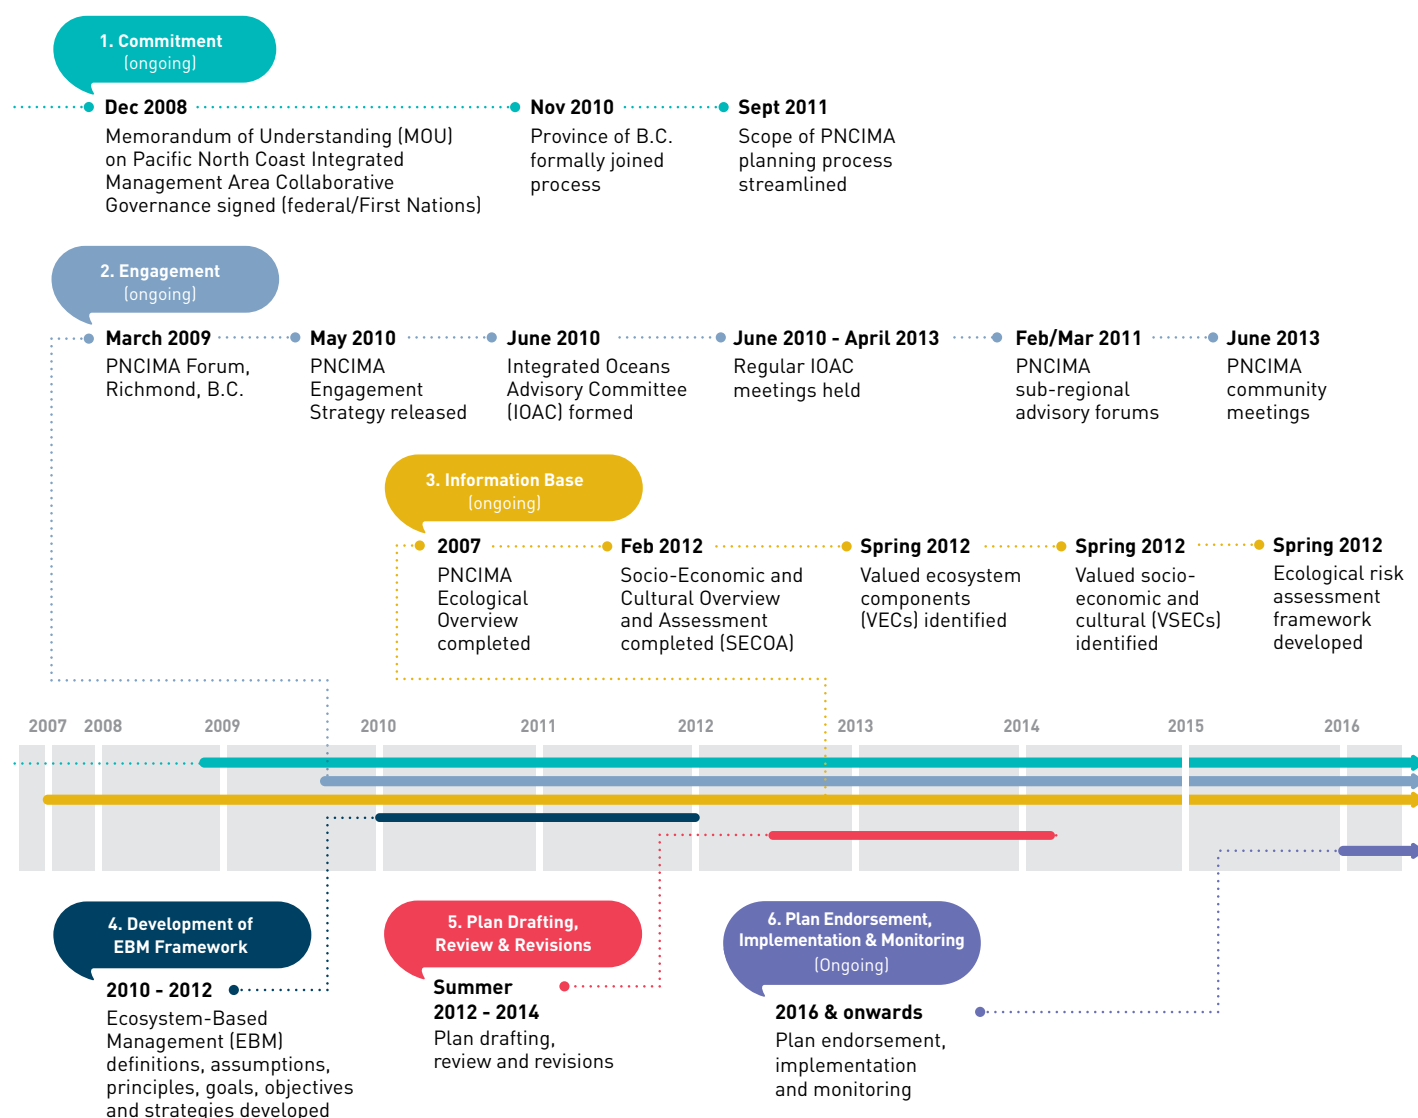 1. Commitment
(ongoing)
Dec 2008
Memorandum of Understanding (MOU)
on Pacific North Coast Integrated
Management Area Collaborative
Governance signed (federal/First Nations)
Nov 2010
Province of B.C.
formally joined
process
Sept 2011
Scope of PNCIMA
planning process
streamlined
2. Engagement
(ongoing)
March 2009
PNCIMA Forum,
Richmond, B.C.
May 2010
PNCIMA
Engagement
Strategy released
June 2010
Integrated Oceans
Advisory Committee
(IOAC) formed
June 2010 - April 2013
Regular IOAC
meetings held
Feb/Mar 2011
PNCIMA
sub-regional
advisory forums
June 2013
PNCIMA
community
meetings
3. Information Base
(ongoing)
2007
PNCIMA
Ecological
Overview
completed
Feb 2012
Socio-Economic and
Cultural Overview
and Assessment
completed (SECOA)
Spring 2012
Valued ecosystem
components
(VECs) identified
Spring 2012
Valued socio-
economic and
cultural (VSECs)
identified
Spring 2012
Ecological risk
assessment
framework
developed
2007 2008 2009 2010 2011 2012 2013 2014 2015 2016
4. Development of
EBM Framework
2010 - 2012
Ecosystem-Based
Management (EBM)
definitions, assumptions,
principles, goals, objectives
and strategies developed
5. Plan Drafting,
Review & Revisions
Summer
2012 - 2014
Plan drafting,
review and revisions
6. Plan Endorsement,
Implementation & Monitoring
(Ongoing)
2016 & onwards
Plan endorsement,
implementation
and monitoring